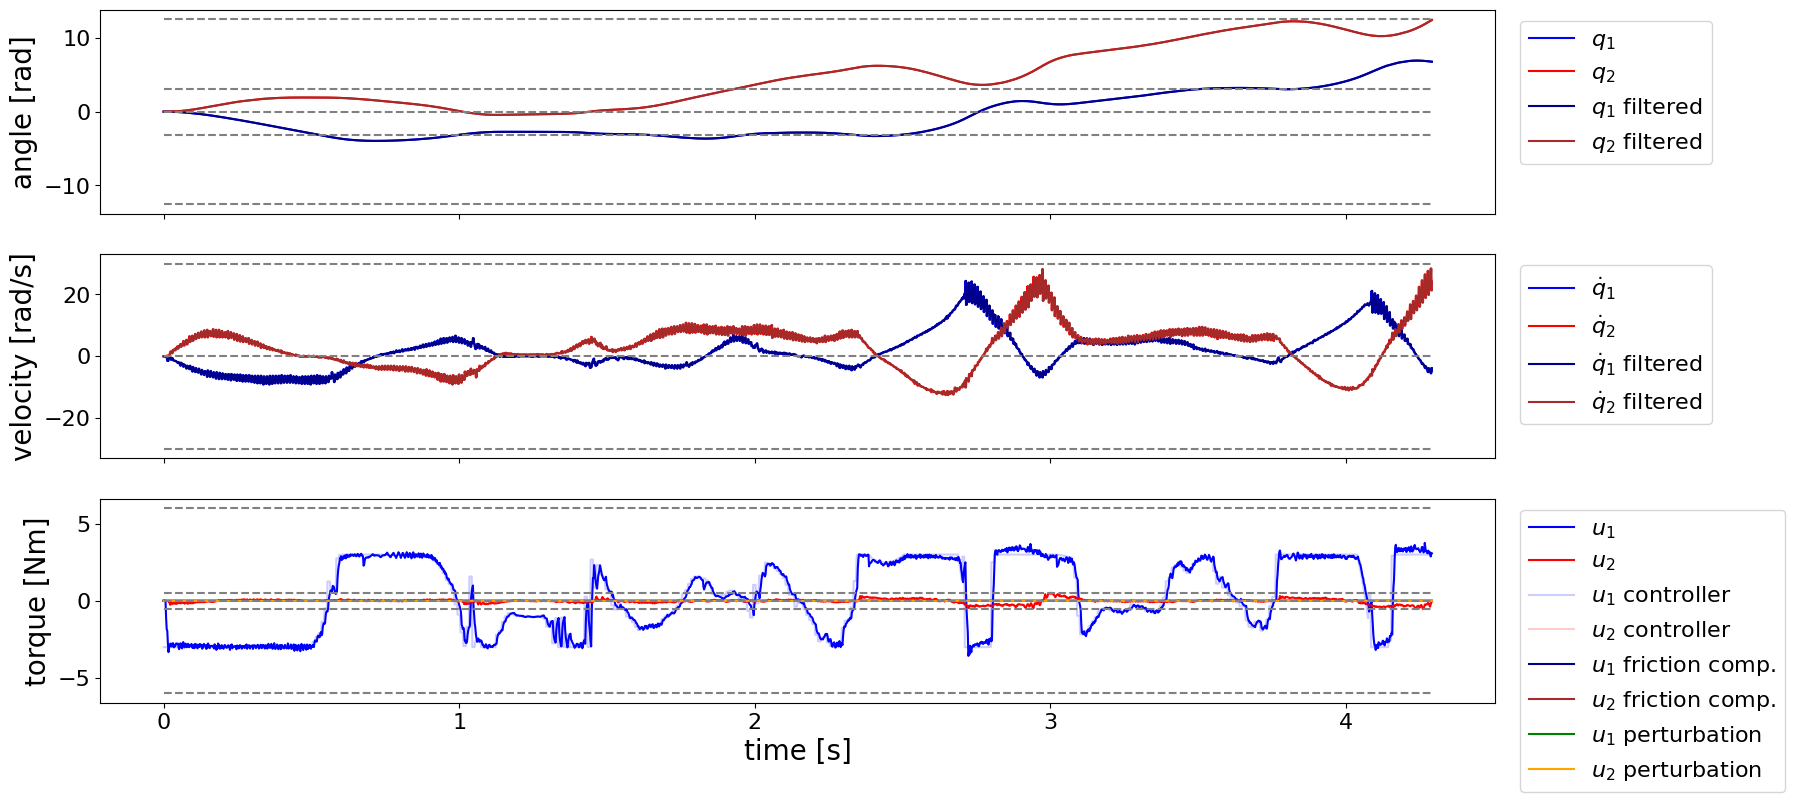 angle [rad]
10
0
−10
q₁
q₂
q₁ filtered
q₂ filtered
velocity [rad/s]
20
0
−20
q̇₁
q̇₂
q̇₁ filtered
q̇₂ filtered
torque [Nm]
5
0
−5
0 1 2 3 4
time [s]
u₁
u₂
u₁ controller
u₂ controller
u₁ friction comp.
u₂ friction comp.
u₁ perturbation
u₂ perturbation